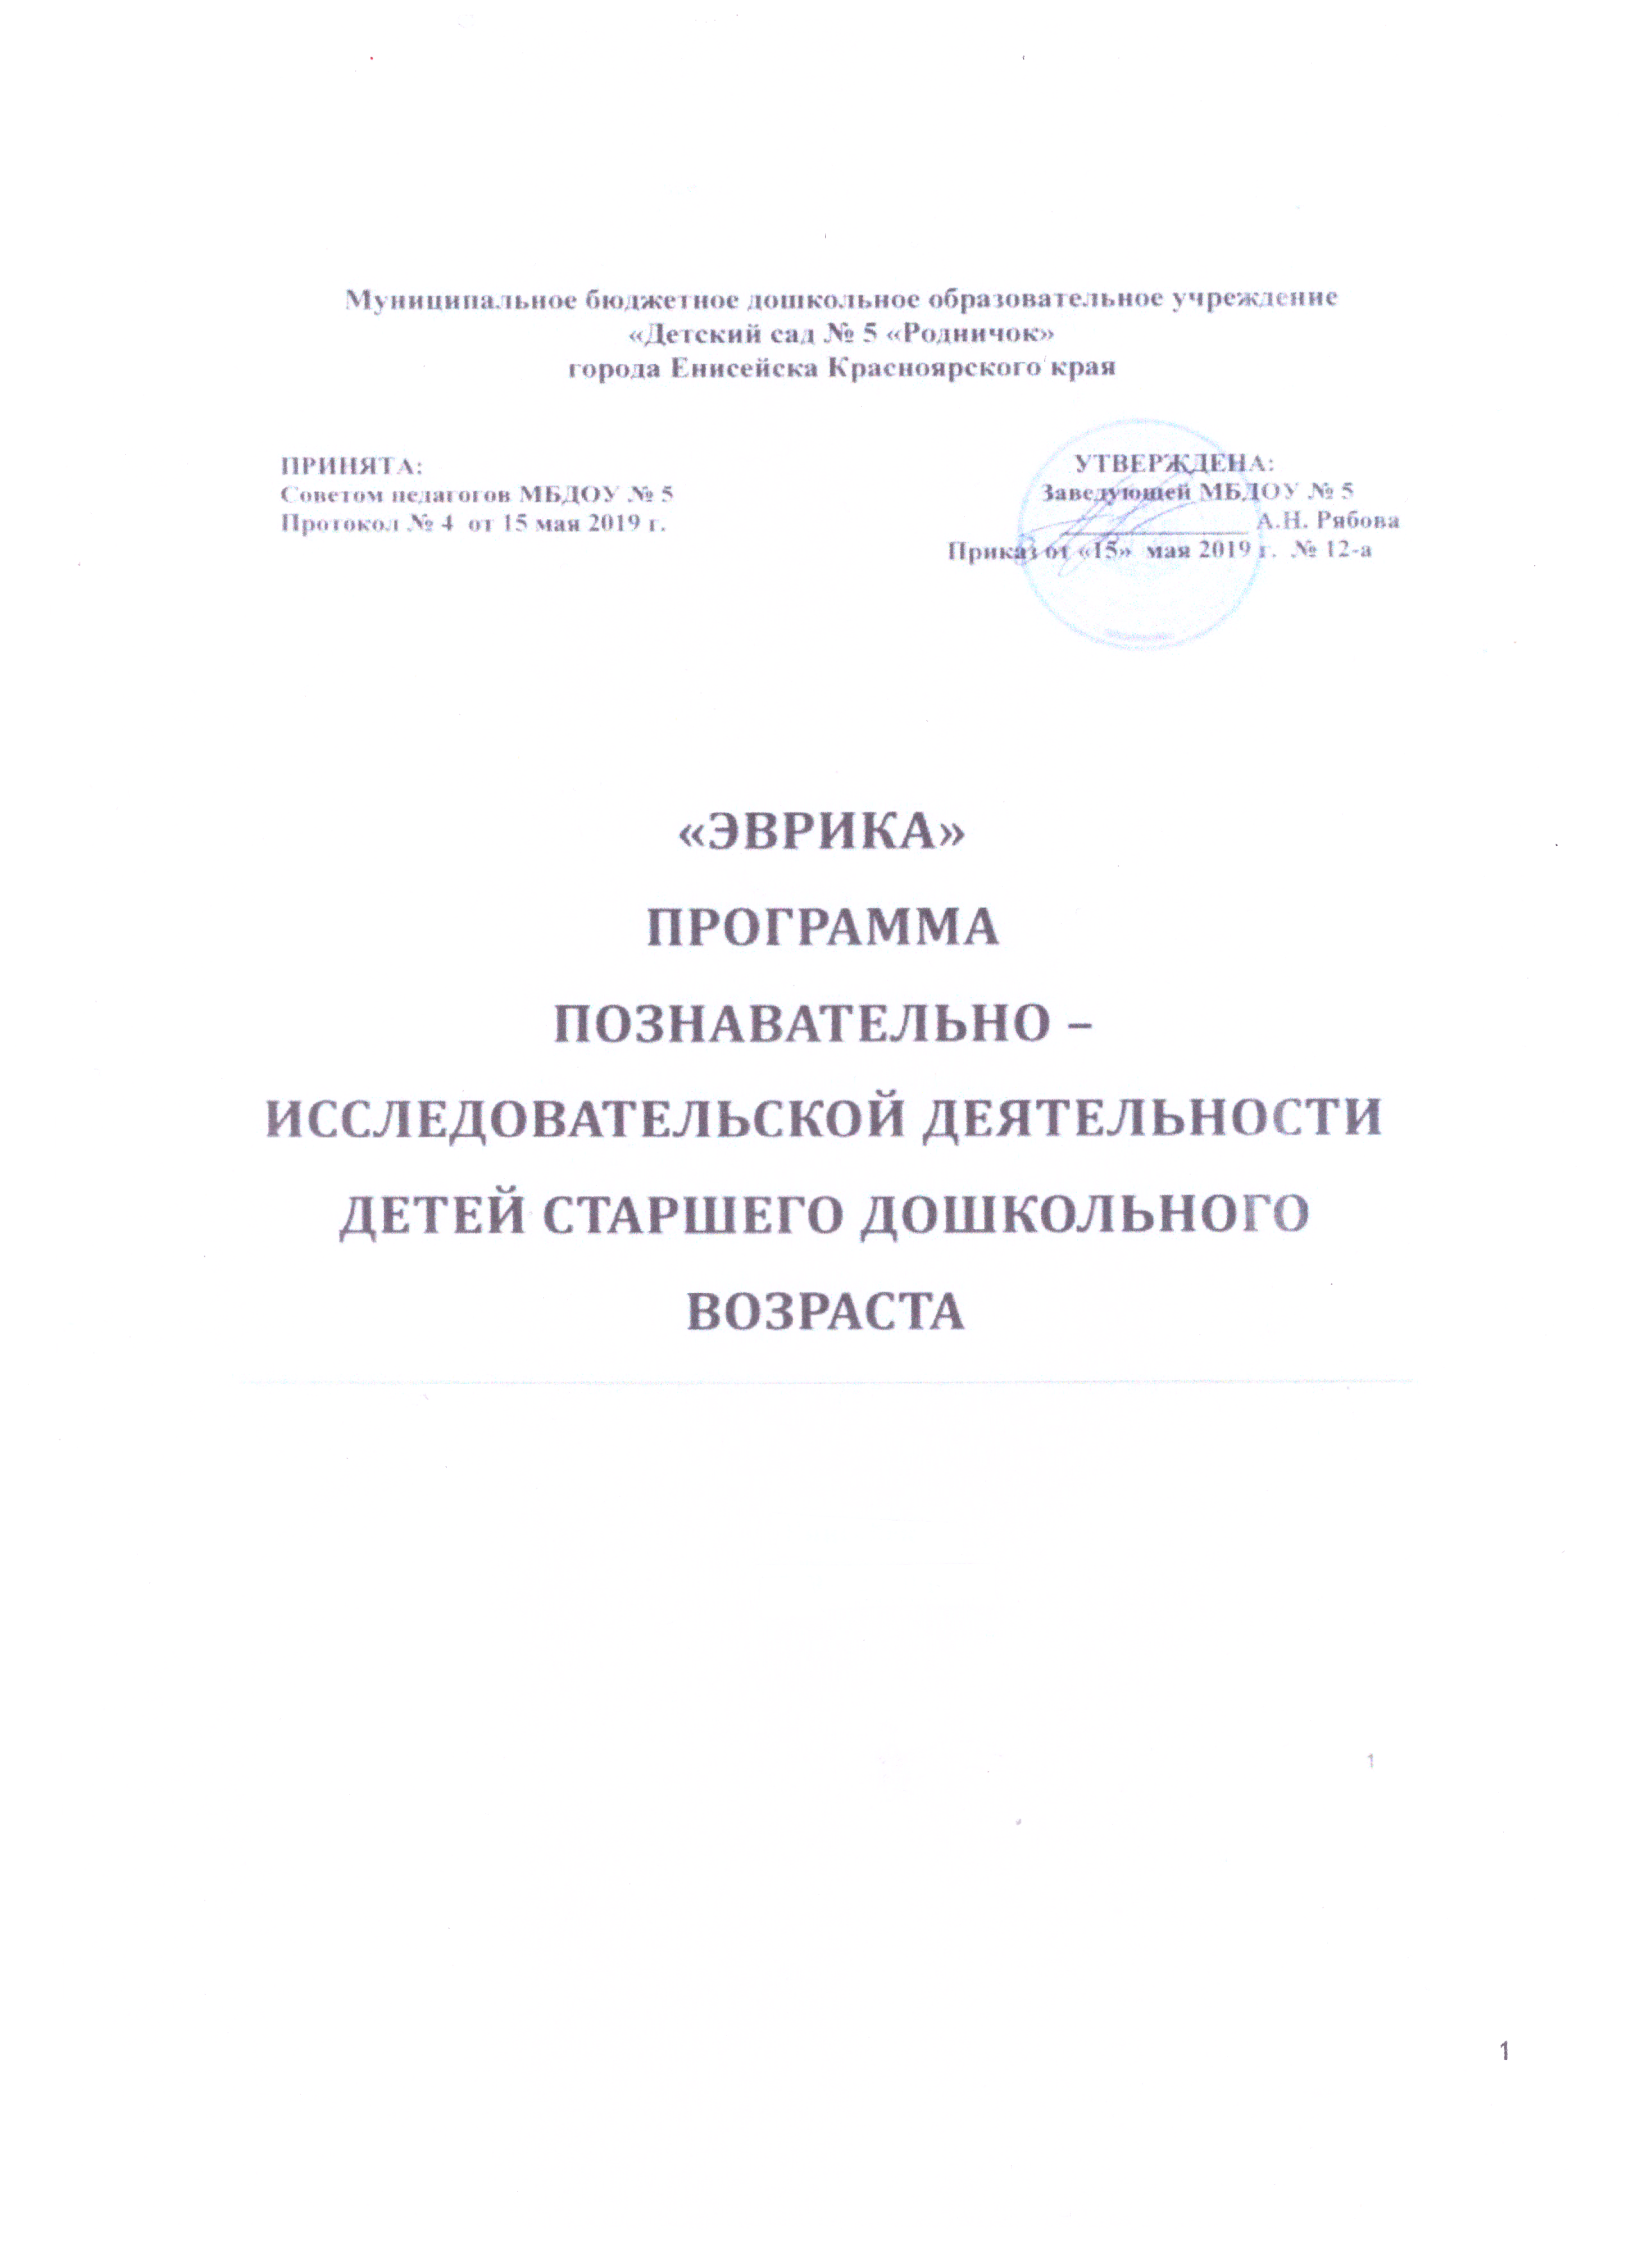 Муниципальное бюджетное дошкольное образовательное учреждение
«Детский сад № 5 «Родничок»
города Енисейска Красноярского края
ПРИНЯТА:
Советом педагогов МБДОУ № 5
Протокол № 4 от 15 мая 2019 г.
УТВЕРЖДЕНА:
Заведующей МБДОУ № 5
______________ А.Н. Рябова
Приказ от «15» мая 2019 г. № 12-а
«ЭВРИКА»
ПРОГРАММА
ПОЗНАВАТЕЛЬНО –
ИССЛЕДОВАТЕЛЬСКОЙ ДЕЯТЕЛЬНОСТИ
ДЕТЕЙ СТАРШЕГО ДОШКОЛЬНОГО
ВОЗРАСТА
1
1